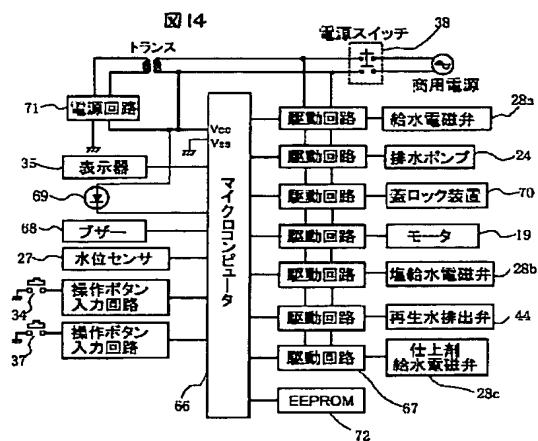 図14
電源スイッチ 38
トランス
商用電源
71 電源回路
Vcc
Vss
35 表示器
69
68 ブザー
27 水位センサ
34 操作ボタン
入力回路
37 操作ボタン
入力回路
マイクロコンピュータ
66
駆動回路 給水電磁弁 28a
駆動回路 排水ポンプ 24
駆動回路 蓋ロック装置 70
駆動回路 モータ 19
駆動回路 塩給水電磁弁 28b
駆動回路 再生水排出弁 44
駆動回路 仕上剤
給水電磁弁 28c
67
EEPROM
72